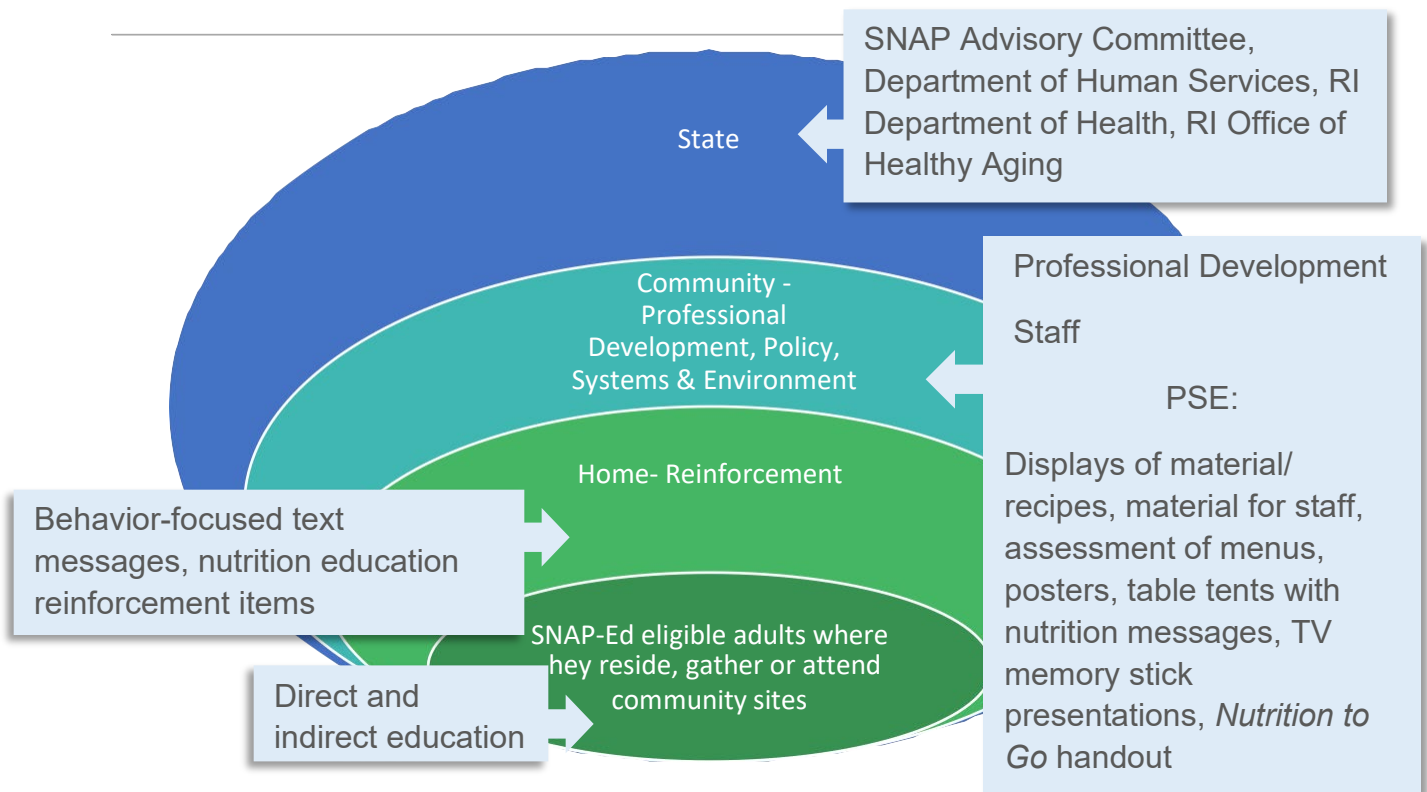 SNAP Advisory Committee,
Department of Human Services, RI
Department of Health, RI Office of
Healthy Aging
State
Professional Development
Staff
PSE:
Displays of material/
recipes, material for staff,
assessment of menus,
posters, table tents with
nutrition messages, TV
memory stick
presentations, Nutrition to
Go handout
Community -
Professional
Development, Policy,
Systems & Environment
Home- Reinforcement
Behavior-focused text
messages, nutrition education
reinforcement items
SNAP-Ed eligible adults where
hey reside, gather or attend
community sites
Direct and
indirect education